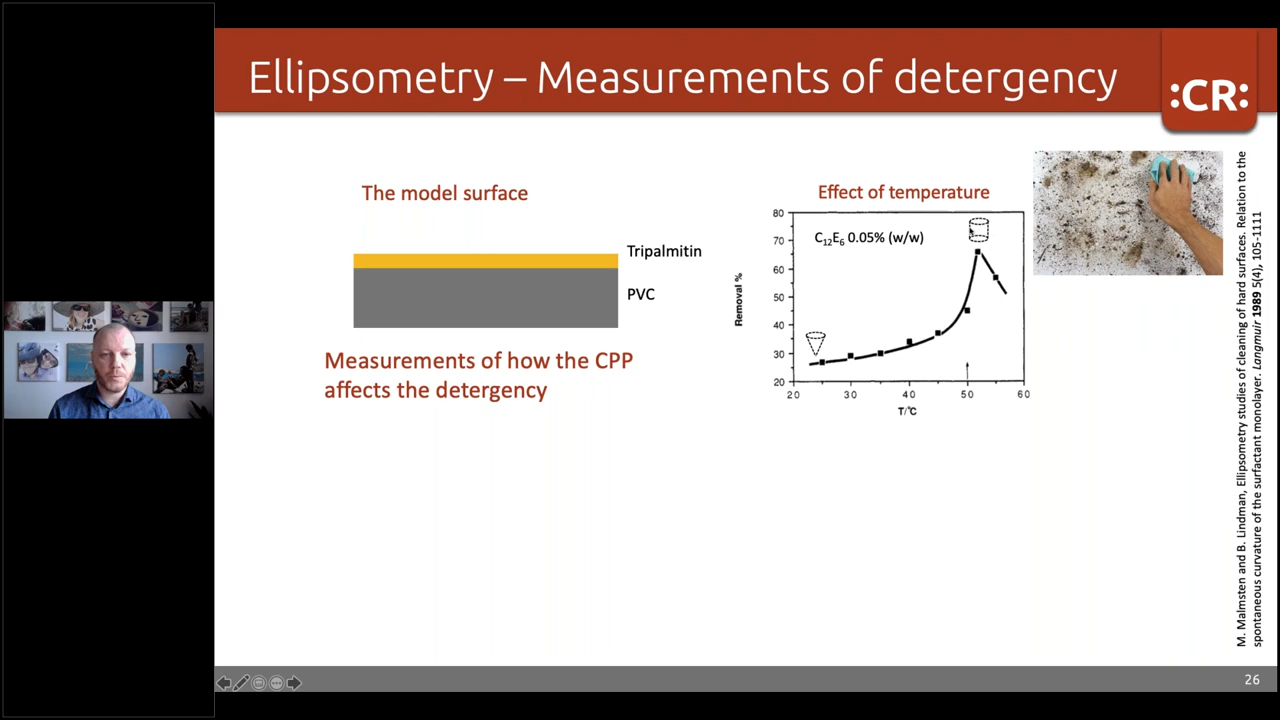 Ellipsometry – Measurements of detergency
:CR:
The model surface
Tripalmitin
PVC
Measurements of how the CPP
affects the detergency
Effect of temperature
C₁₂E₆ 0.05% (w/w)
Removal %
80
70
60
50
40
30
20
20
30
40
50
60
T/°C
M. Malmsten and B. Lindman, Ellipsometry studies of cleaning of hard surfaces. Relation to the
spontaneous curvature of the surfactant monolayer. Langmuir 1989 5(4), 105-1111
26